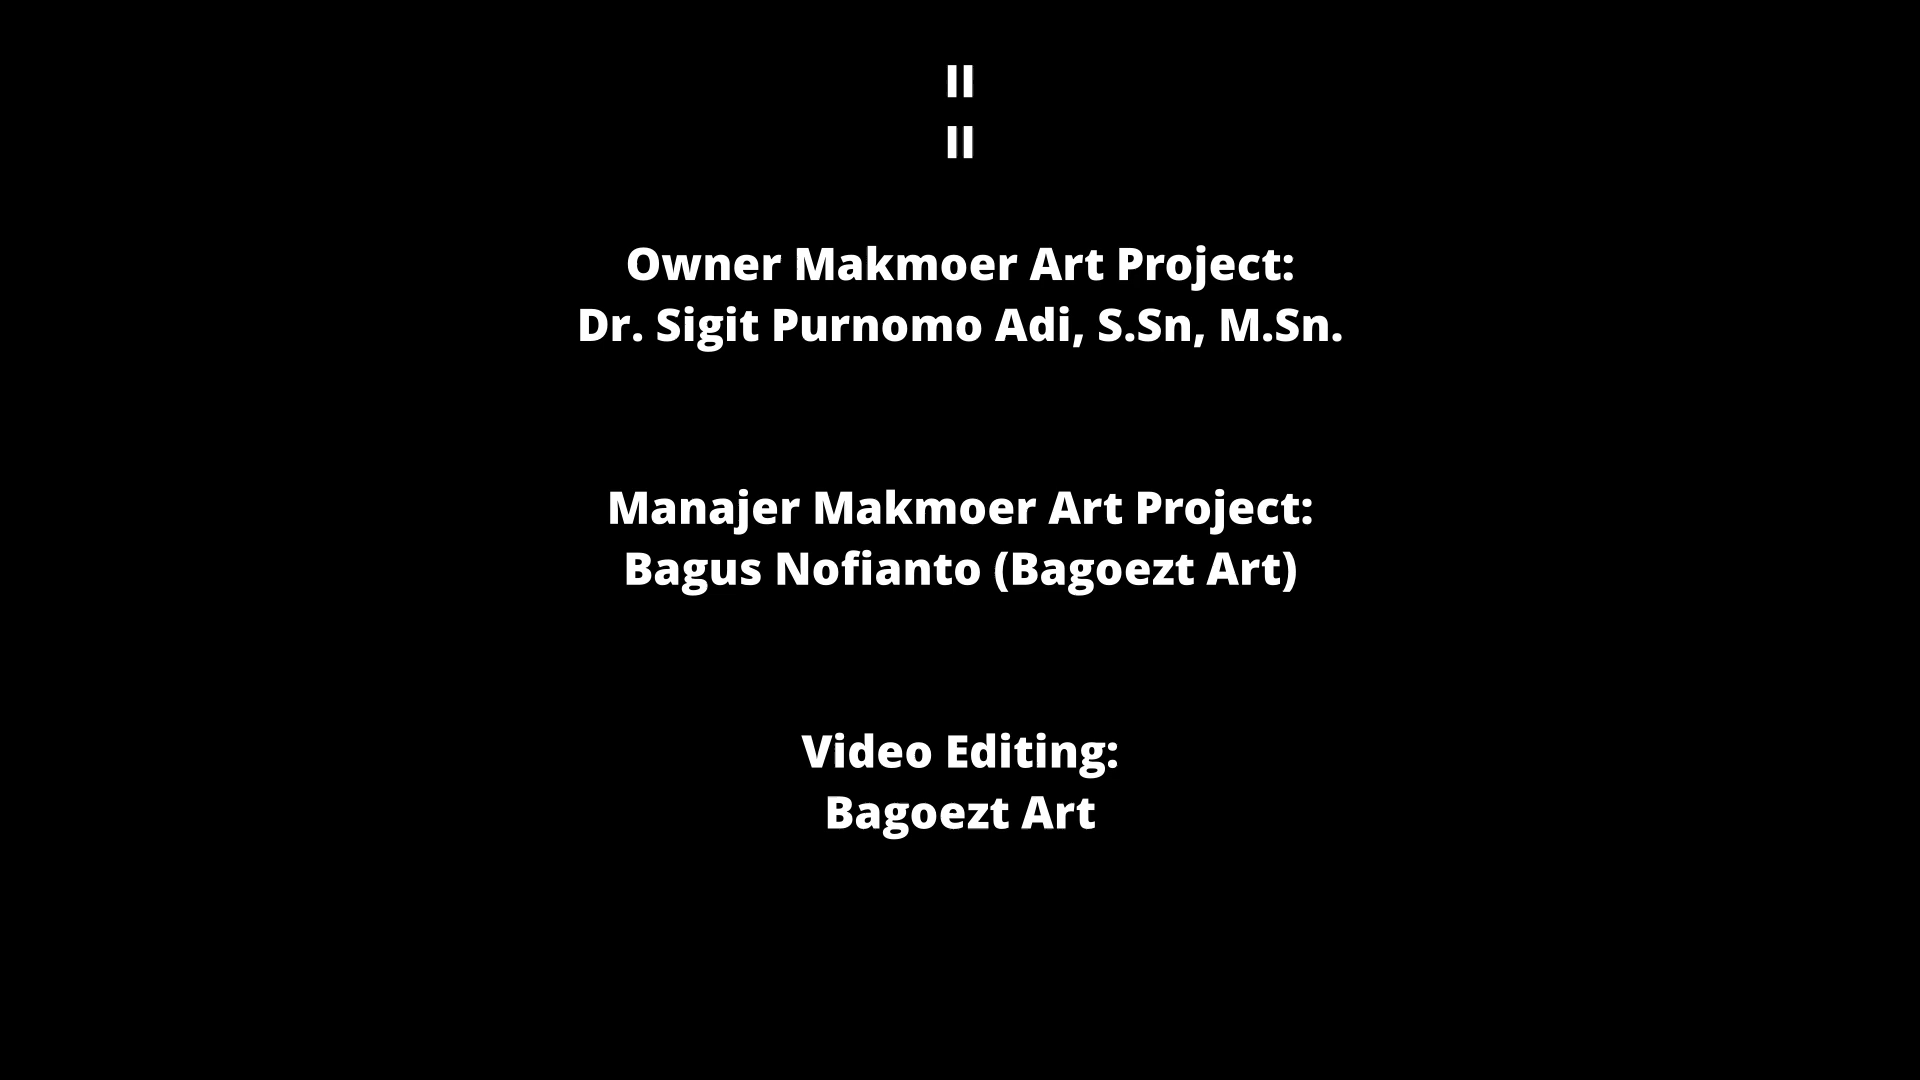 II
II
Owner Makmoer Art Project:
Dr. Sigit Purnomo Adi, S.Sn, M.Sn.
Manajer Makmoer Art Project:
Bagus Nofianto (Bagoezt Art)
Video Editing:
Bagoezt Art